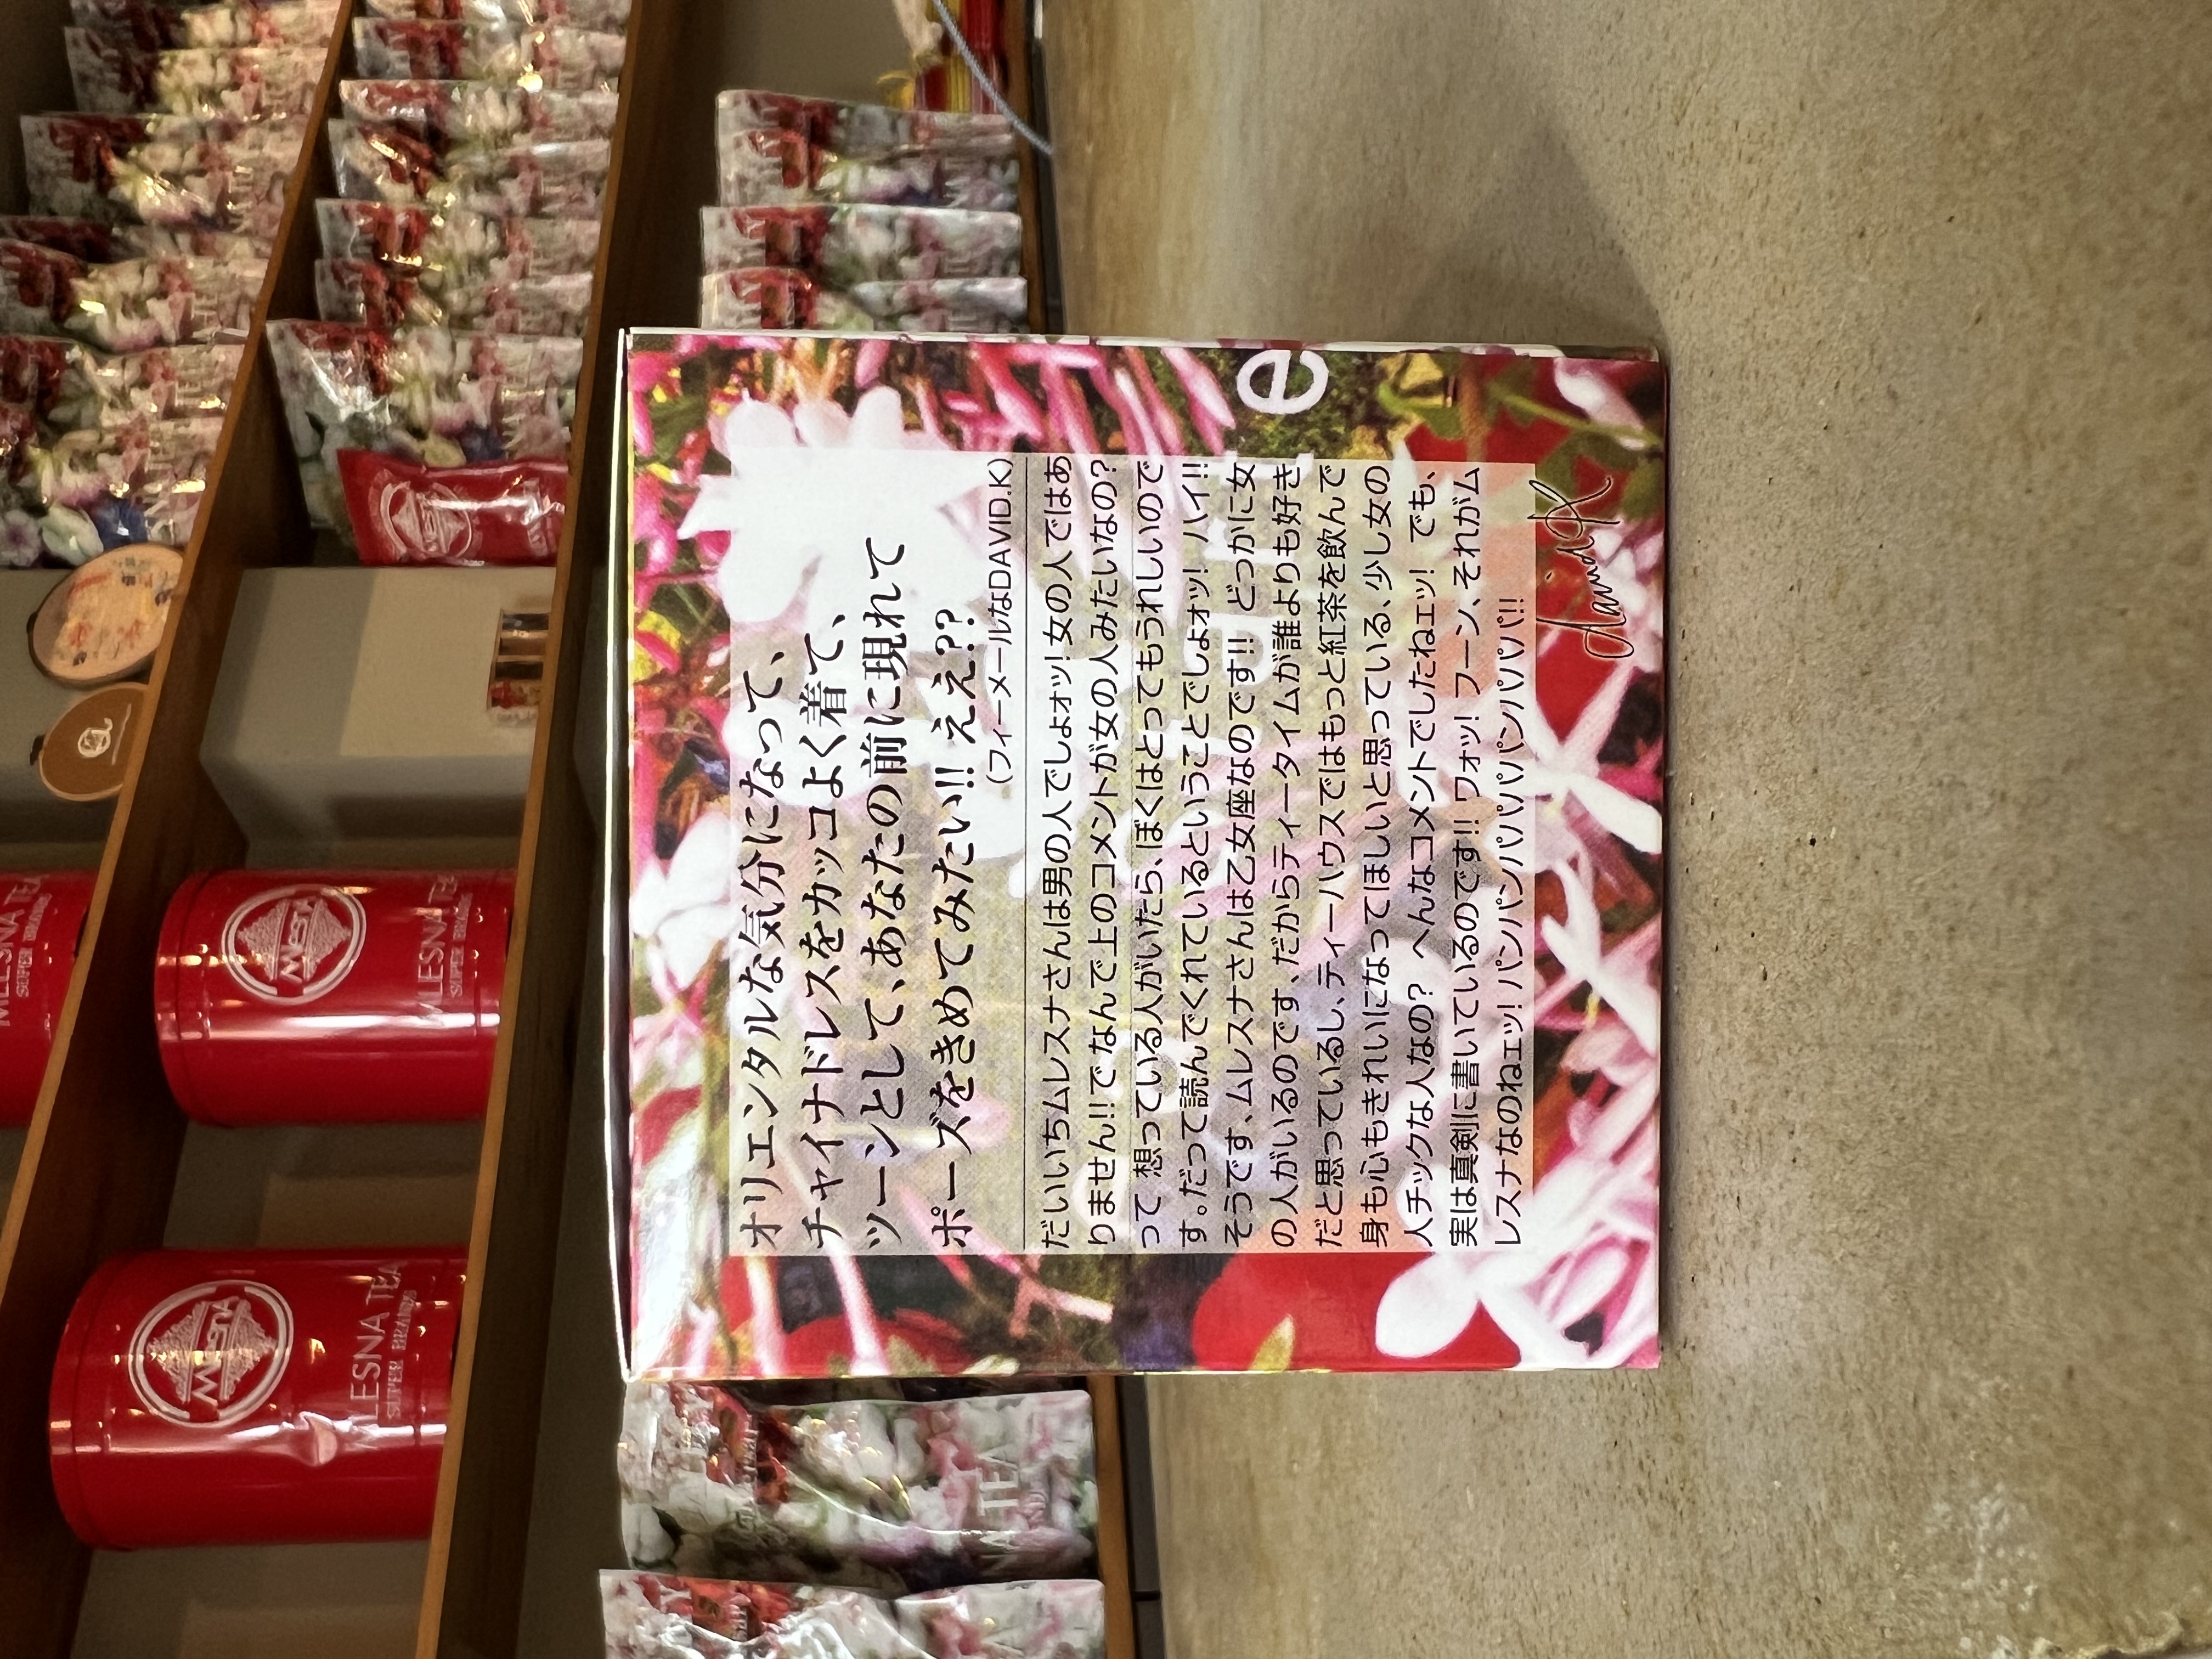 オリエンタルな気分になって、
チャイナドレスをカッコよく着て、
ツーンとして、あなたの前に現れて
ポーズをきめてみたい!! ええ??
(フィーメールなDAVID.K)
だいいちムレスナさんは男の人でしょォッ! 女の人ではあ
りません!! でなんで上のコメントが女の人みたいなの?
って 想っている人がいたら、ぼくはとってもうれしいので
す。だって読んでくれているということでしょォッ! ハイ!!
そうです、ムレスナさんは乙女座なのです!! どっかに女
の人がいるのです、だからティータイムが誰よりも好き
だと思っているし、ティーハウスではもっと紅茶を飲んで
身も心もきれいになってほしいと思っている、少し女の
人チックな人なの? へんなコメントでしたねェッ! でも、
実は真剣に書いているのです!! ワォッ! フーン、それがム
レスナなのねェッ! パンパンパパパパンパパパパ!!
David K
e
MLESNA TEA
SUPER BRANDS
MLESNA TEA
SUPER BRANDS
MLESNA TEA
SUPER BRANDS
TEA